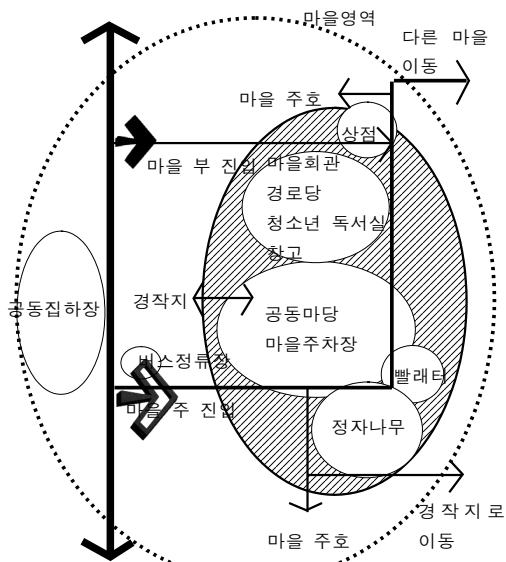 마을영역
다른 마을
이동
마을 주호
상점
마을 부 진입
마을회관
경로당
청소년 독서실
창고
경작지
공동집하장
공동마당
마을주차장
버스정류장
빨래터
마을 주 진입
정자나무
경작지로
이동
마을 주호